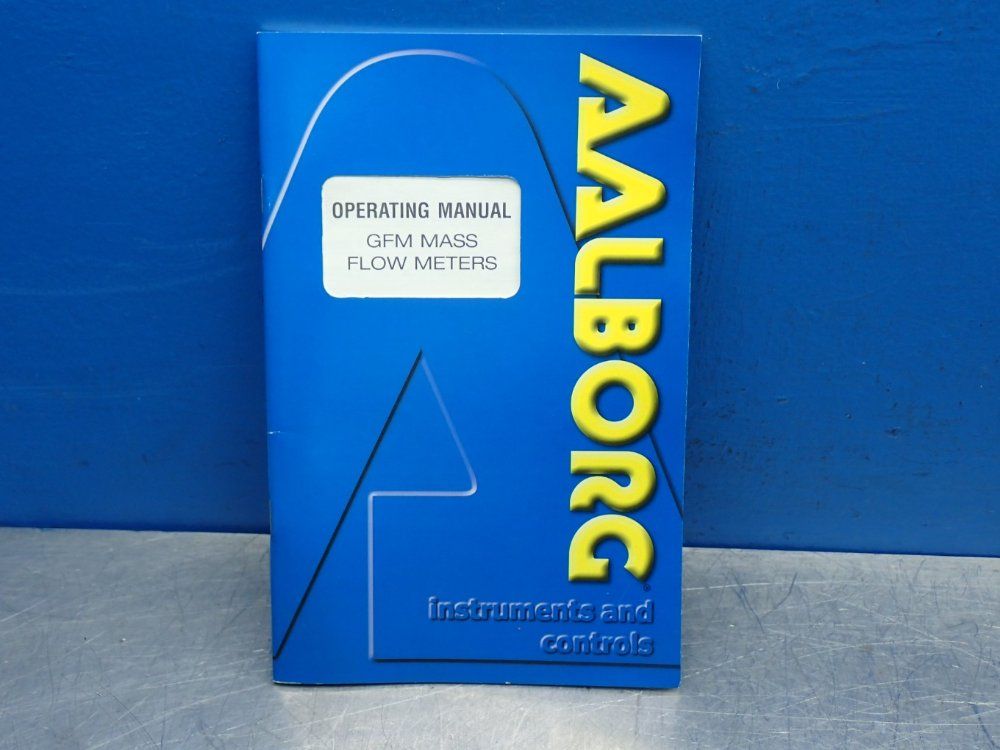 OPERATING MANUAL
GFM MASS
FLOW METERS
AALBORG®
instruments and
controls